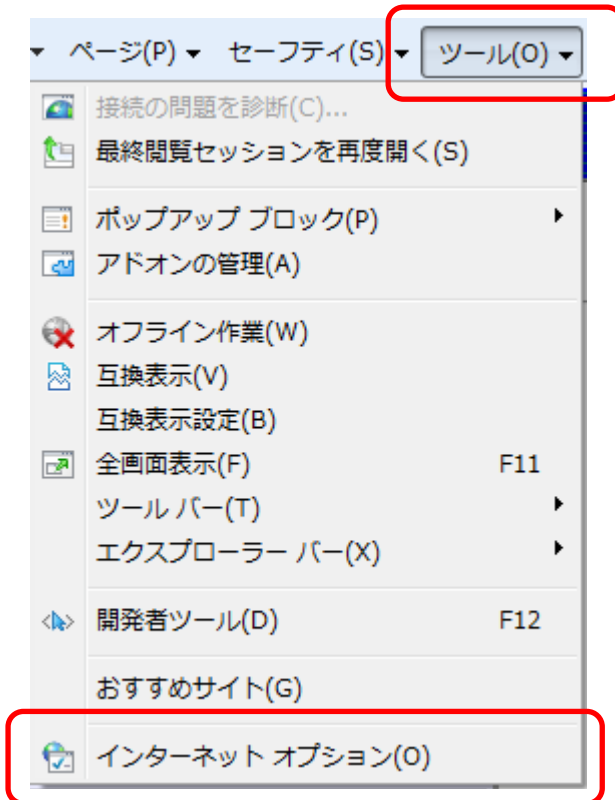 ページ(P) セーフティ(S) ツール(O)
接続の問題を診断(C)...
最終閲覧セッションを再度開く(S)
ポップアップ ブロック(P)
アドオンの管理(A)
オフライン作業(W)
互換表示(V)
互換表示設定(B)
全画面表示(F) F11
ツール バー(T)
エクスプローラー バー(X)
開発者ツール(D) F12
おすすめサイト(G)
インターネット オプション(O)